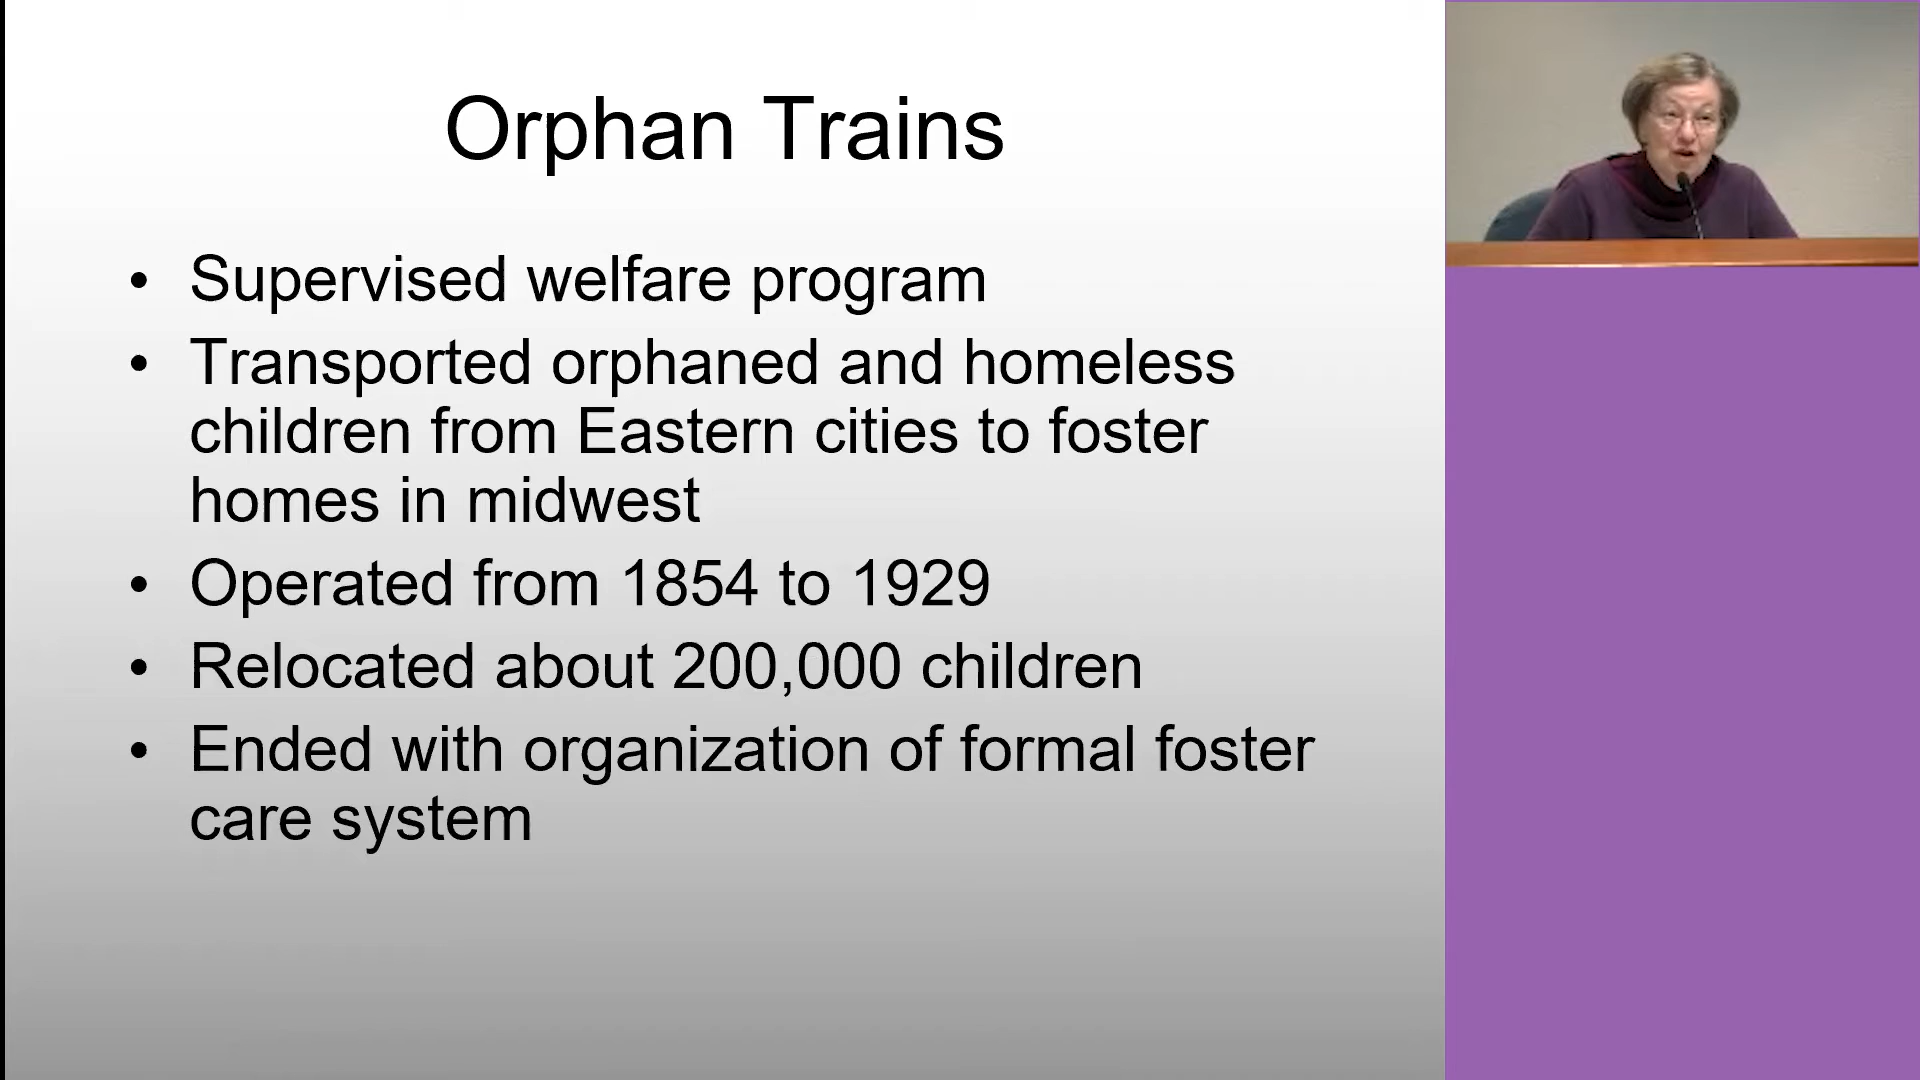 Orphan Trains
• Supervised welfare program
• Transported orphaned and homeless
children from Eastern cities to foster
homes in midwest
• Operated from 1854 to 1929
• Relocated about 200,000 children
• Ended with organization of formal foster
care system